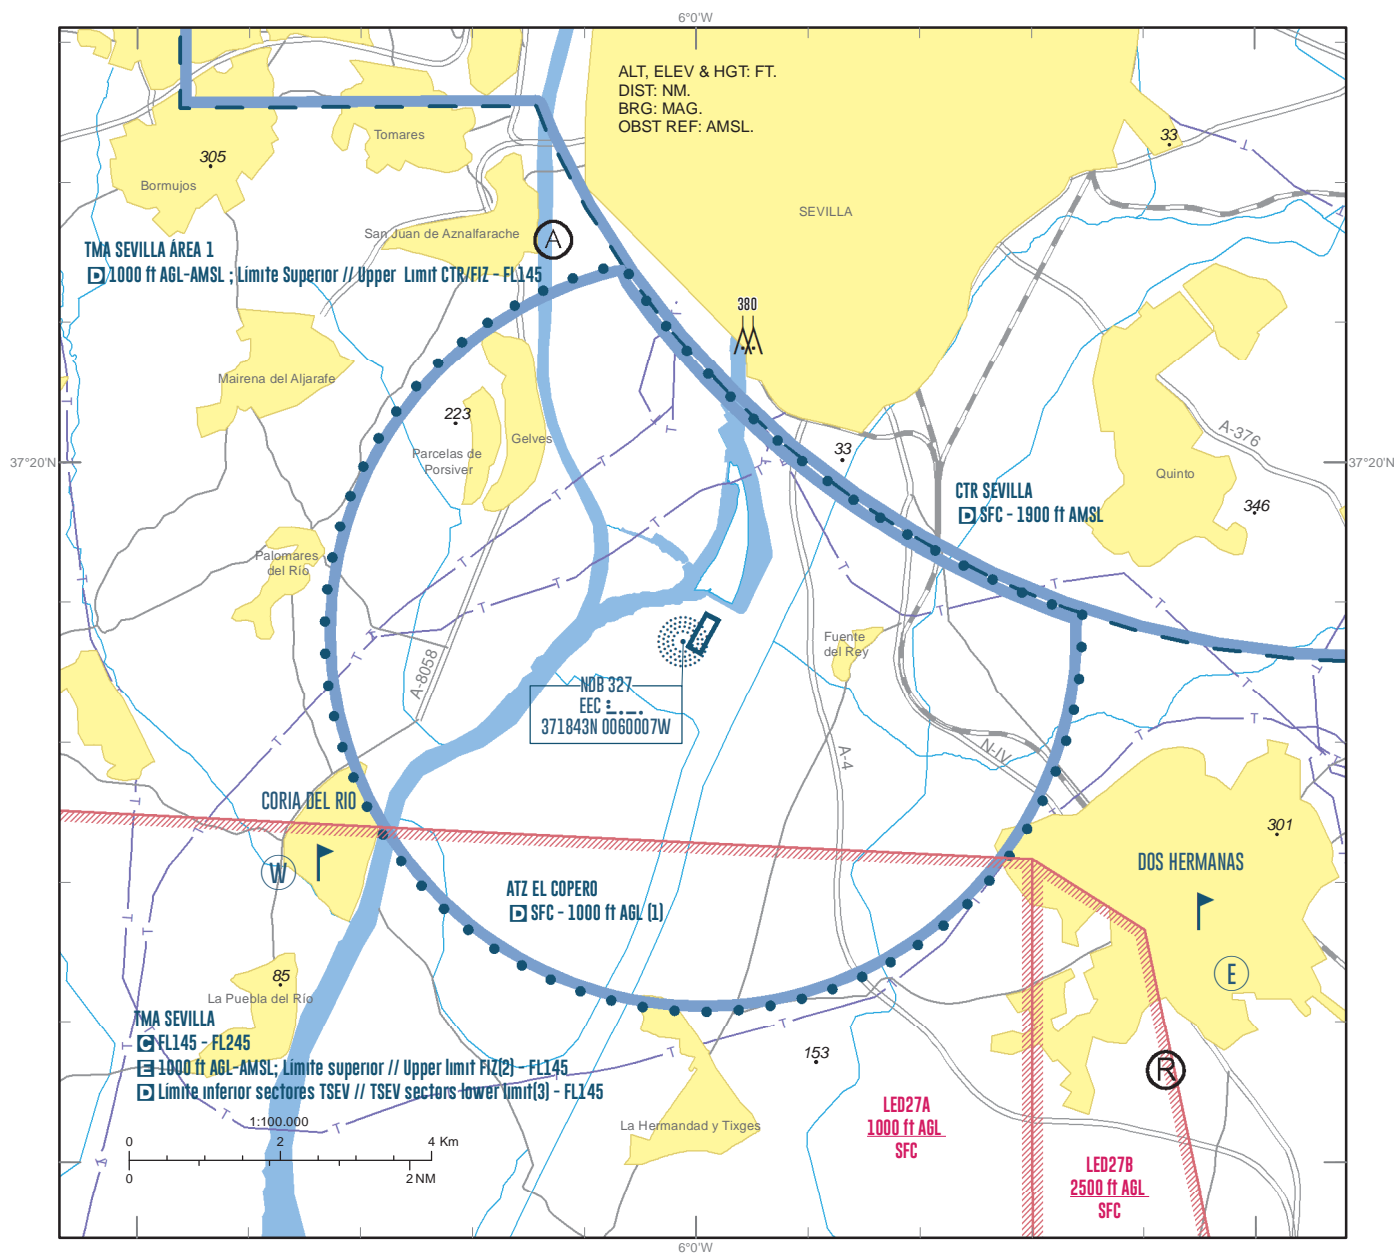 6°0'W
ALT, ELEV & HGT: FT.
DIST: NM.
BRG: MAG.
OBST REF: AMSL.
33
Tomares
305
Bormujos
SEVILLA
San Juan de Aznalfarache
A
TMA SEVILLA ÁREA 1
D 1000 ft AGL-AMSL ; Límite Superior // Upper Limit CTR/FIZ - FL145
380
Mairena del Aljarafe
223
Gelves
Parcelas de
Porsiver
33
A-376
37°20'N
37°20'N
Quinto
CTR SEVILLA
D SFC - 1900 ft AMSL
346
Palomares
del Río
Fuente
del Rey
A-8058
NDB 327
EEC
371843N 0060007W
A-4
N-IV
CORIA DEL RIO
301
W
DOS HERMANAS
ATZ EL COPERO
D SFC - 1000 ft AGL (1)
E
85
La Puebla del Río
TMA SEVILLA
C FL145 - FL245
E 1000 ft AGL-AMSL; Límite superior // Upper limit FIZ(2) - FL145
D Límite inferior sectores TSEV // TSEV sectors lower limit(3) - FL145
153
R
LED27A
1000 ft AGL
SFC
La Hermandad y Tixges
1:100.000
0 2 4 Km
0 2 NM
LED27B
2500 ft AGL
SFC
6°0'W